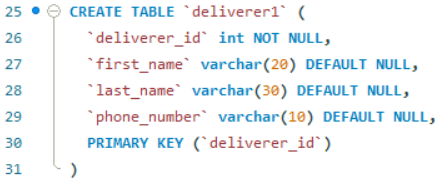 25 CREATE TABLE `deliverer1` (
26 `deliverer_id` int NOT NULL,
27 `first_name` varchar(20) DEFAULT NULL,
28 `last_name` varchar(30) DEFAULT NULL,
29 `phone_number` varchar(10) DEFAULT NULL,
30 PRIMARY KEY (`deliverer_id`)
31 )